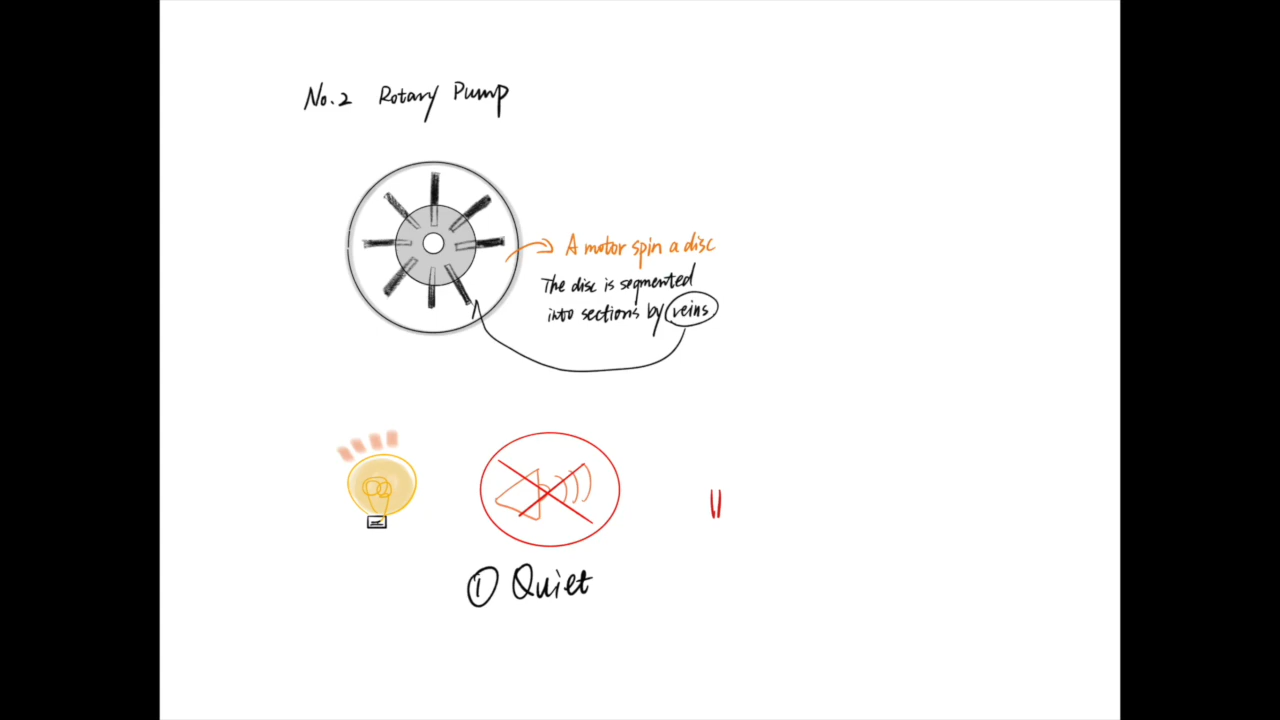 No.2 Rotary Pump
A motor spin a disc
The disc is segmented
into sections by veins
① Quiet